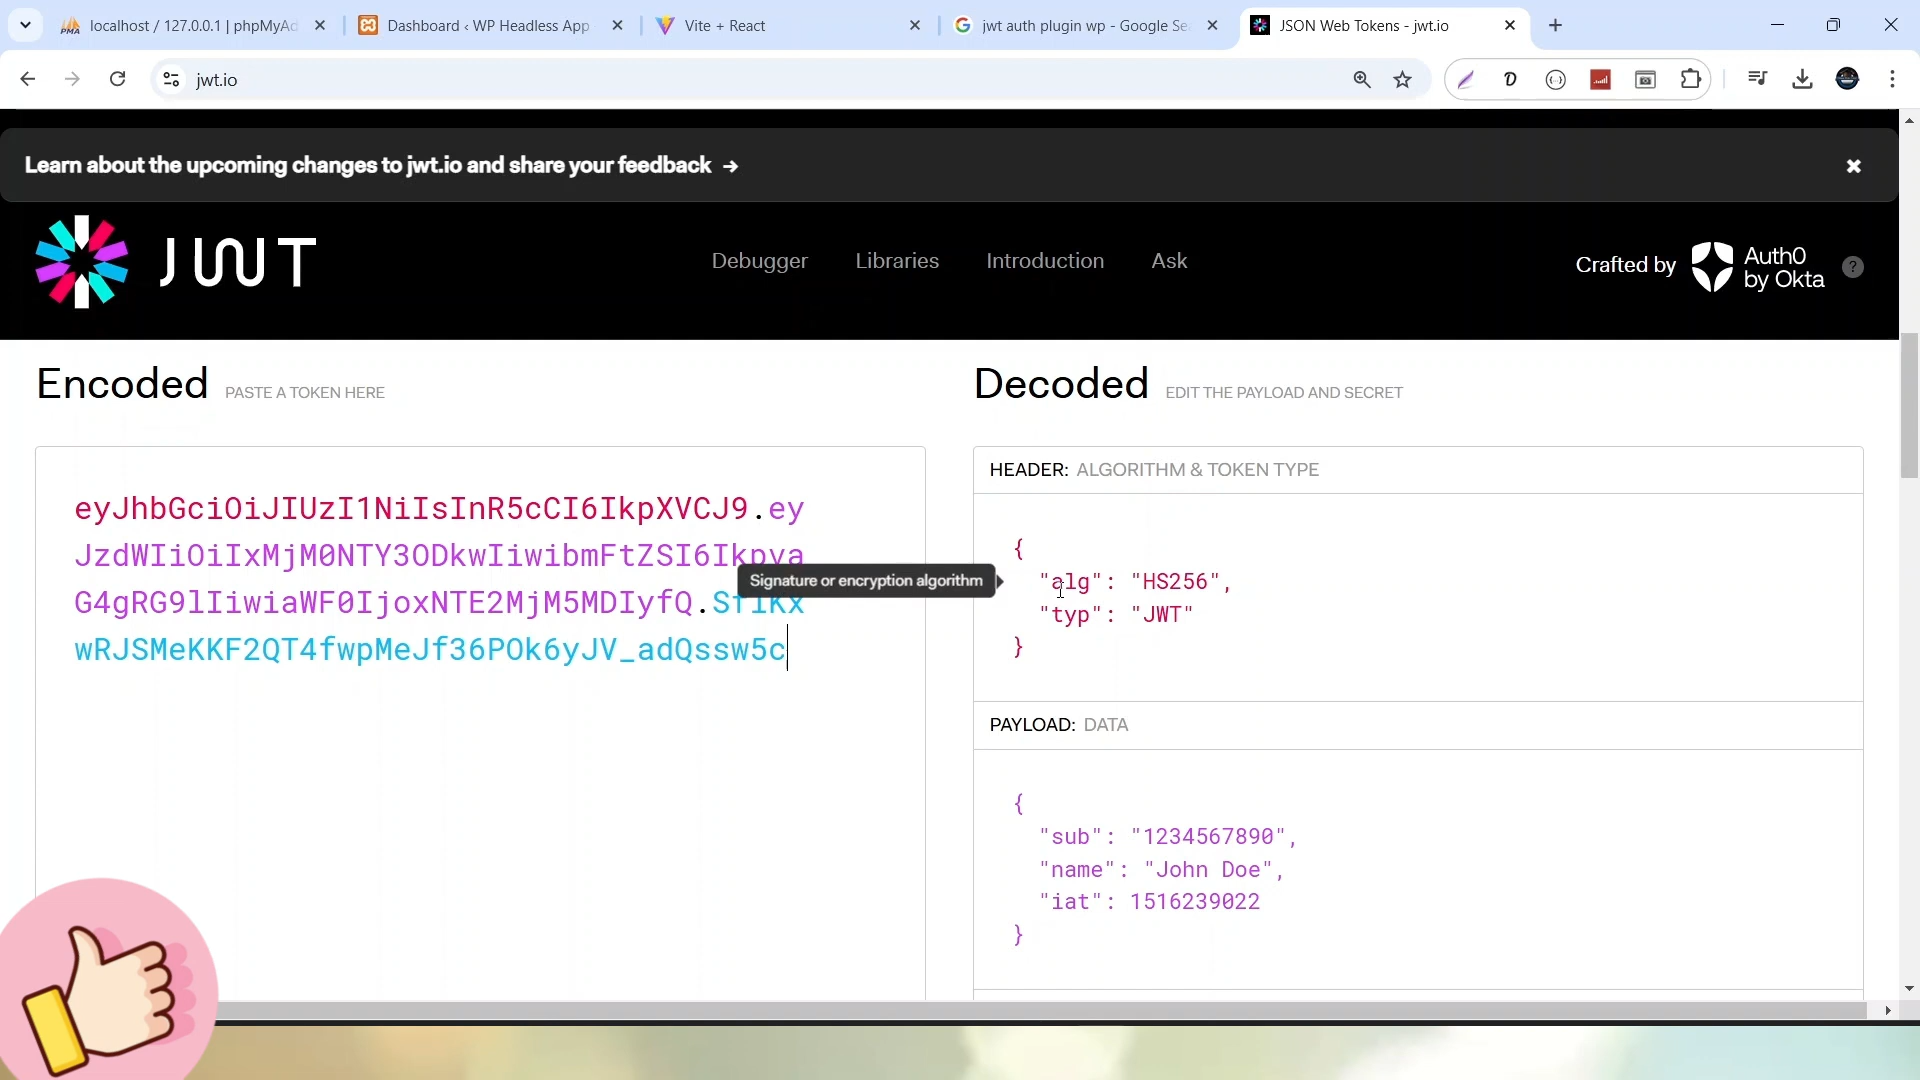 localhost / 127.0.0.1 | phpMyAd
Dashboard ‹ WP Headless App
Vite + React
jwt auth plugin wp - Google Se
JSON Web Tokens - jwt.io
jwt.io
Learn about the upcoming changes to jwt.io and share your feedback →
JWT
Debugger
Libraries
Introduction
Ask
Crafted by
Auth0
by Okta
?
Encoded PASTE A TOKEN HERE
Decoded EDIT THE PAYLOAD AND SECRET
eyJhbGciOiJIUzI1NiIsInR5cCI6IkpXVCJ9.ey
JzdWIiOiIxMjM0NTY3ODkwIiwibmFtZSI6Ikpva
G4gRG9lIiwiaWF0IjoxNTE2MjM5MDIyfQ.SflKx
wRJSMeKKF2QT4fwpMeJf36POk6yJV_adQssw5c
Signature or encryption algorithm
HEADER: ALGORITHM & TOKEN TYPE
{
"alg": "HS256",
"typ": "JWT"
}
PAYLOAD: DATA
{
"sub": "1234567890",
"name": "John Doe",
"iat": 1516239022
}